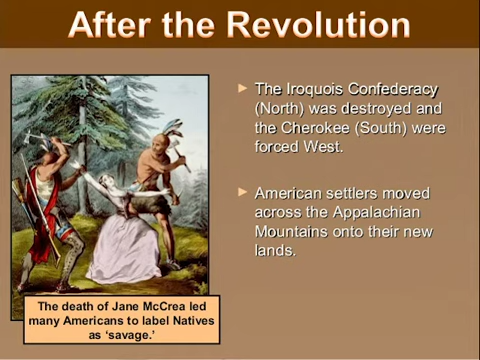 After the Revolution
The Iroquois Confederacy
(North) was destroyed and
the Cherokee (South) were
forced West.
American settlers moved
across the Appalachian
Mountains onto their new
lands.
The death of Jane McCrea led
many Americans to label Natives
as ‘savage.’